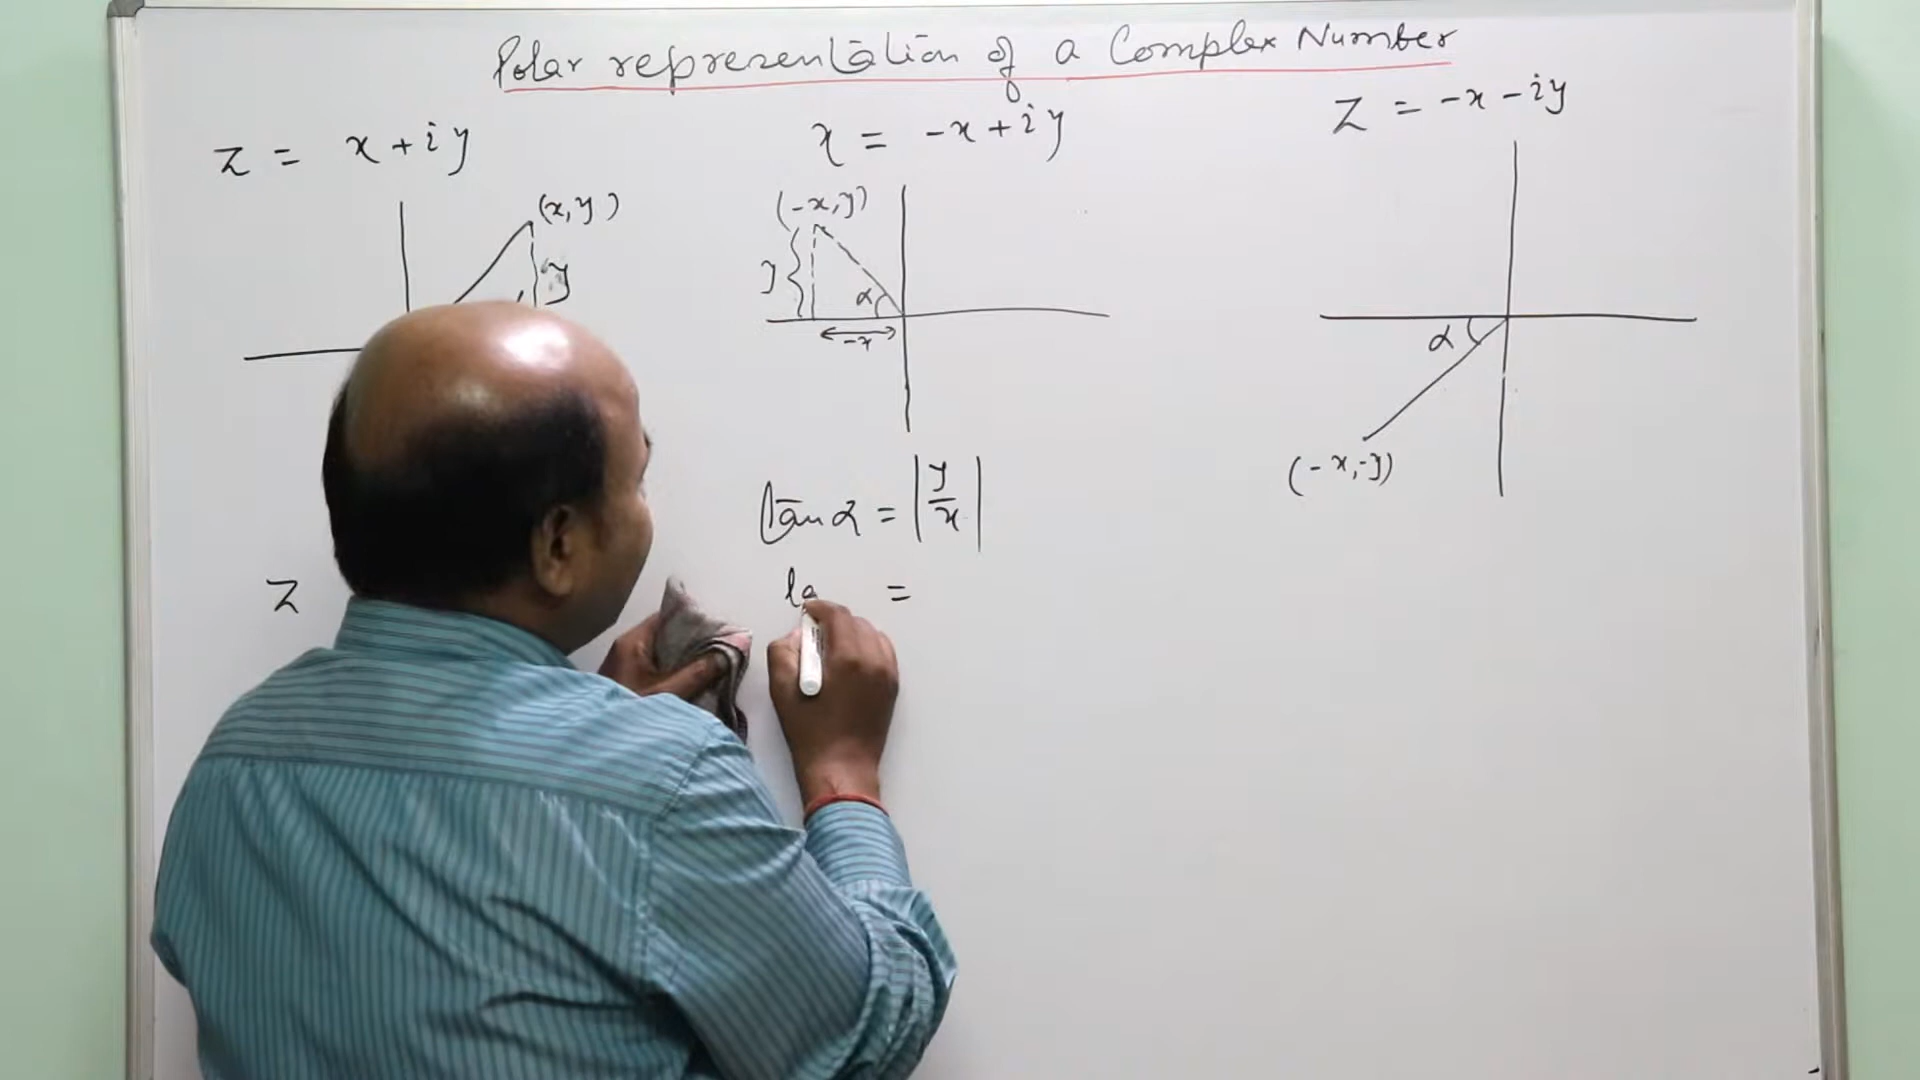 Polar representation of a Complex Number
z = x + iy
(x, y)
y
z
x = -x + iy
(-x, y)
y
α
-x
tan α = |y/x|
=
Z = -x - iy
α
(-x, -y)